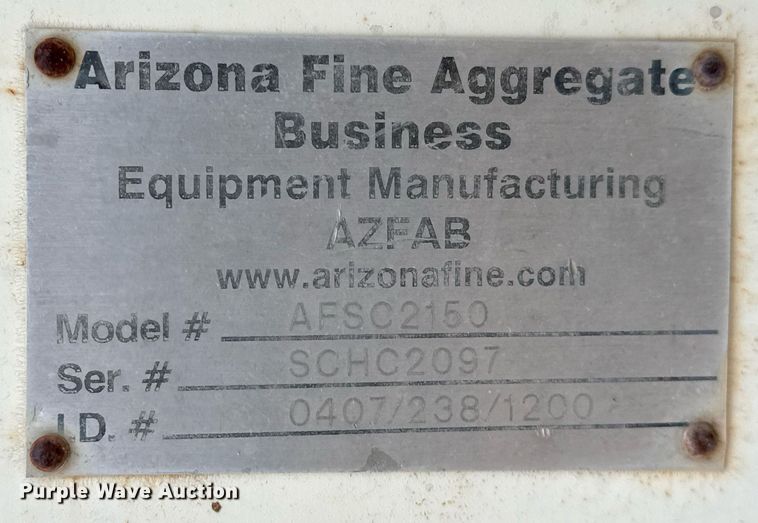 Arizona Fine Aggregate
Business
Equipment Manufacturing
AZFAB
www.arizonafine.com
Model # AFSC2150
Ser. # SCHC2097
I.D. # 0407/238/1200
Purple Wave Auction